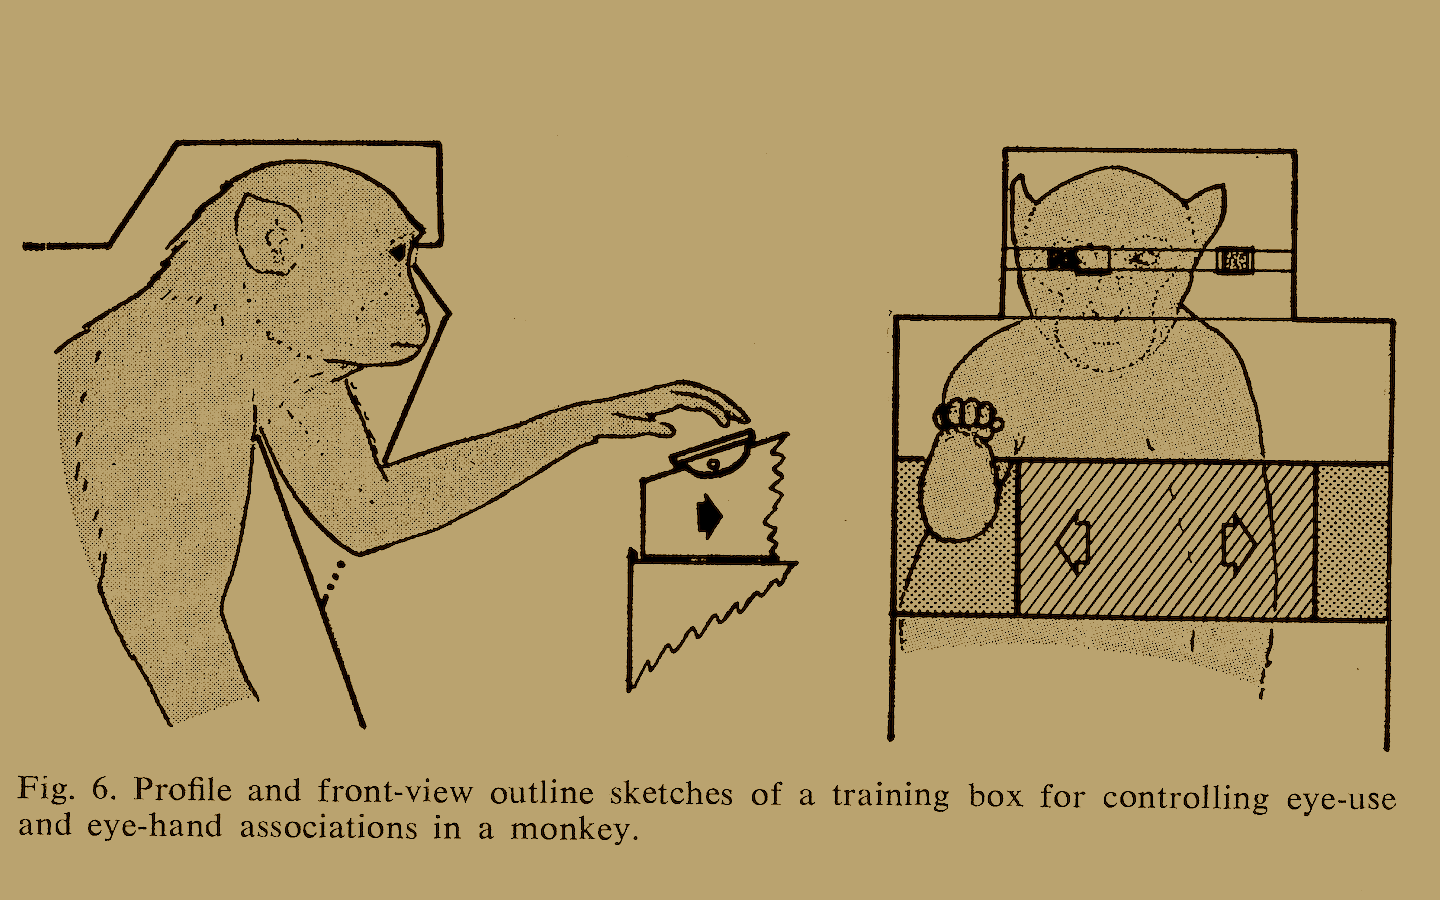 Fig. 6. Profile and front-view outline sketches of a training box for controlling eye-use
and eye-hand associations in a monkey.